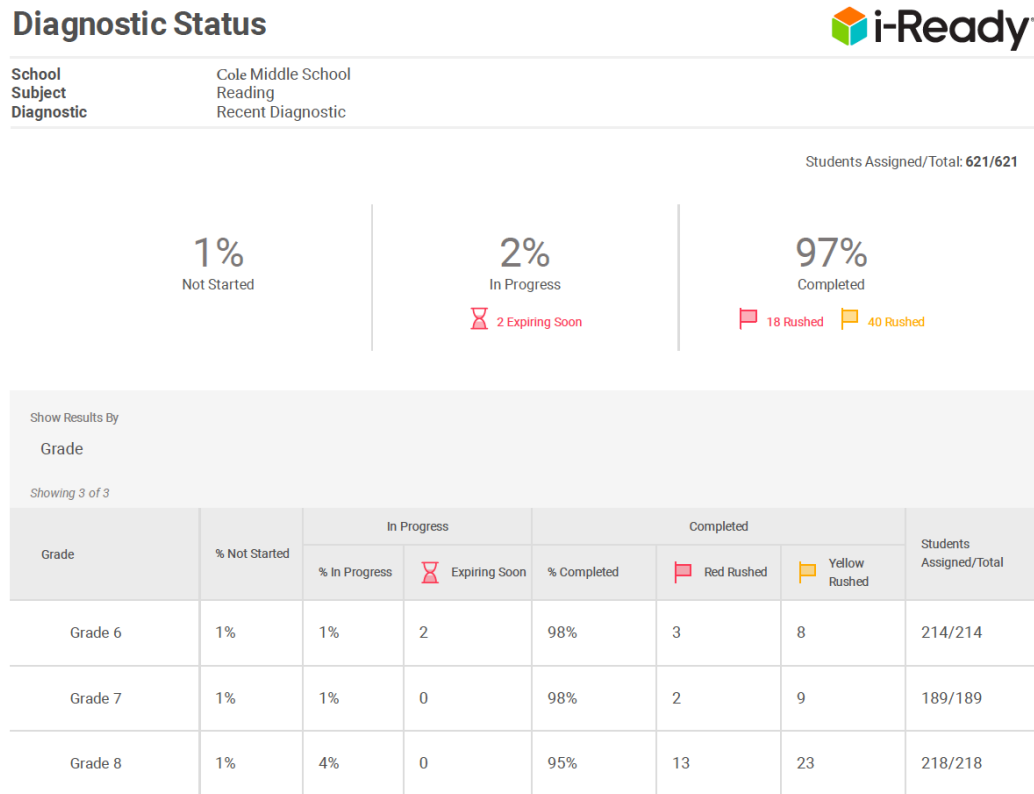 Diagnostic Status
i-Ready
School Cole Middle School
Subject Reading
Diagnostic Recent Diagnostic
Students Assigned/Total: 621/621
1% 2% 97%
Not Started In Progress Completed
2 Expiring Soon 18 Rushed 40 Rushed
Show Results By
Grade
Showing 3 of 3
Grade % Not Started In Progress Completed Students Assigned/Total
% In Progress Expiring Soon % Completed Red Rushed Yellow Rushed
Grade 6 1% 1% 2 98% 3 8 214/214
Grade 7 1% 1% 0 98% 2 9 189/189
Grade 8 1% 4% 0 95% 13 23 218/218